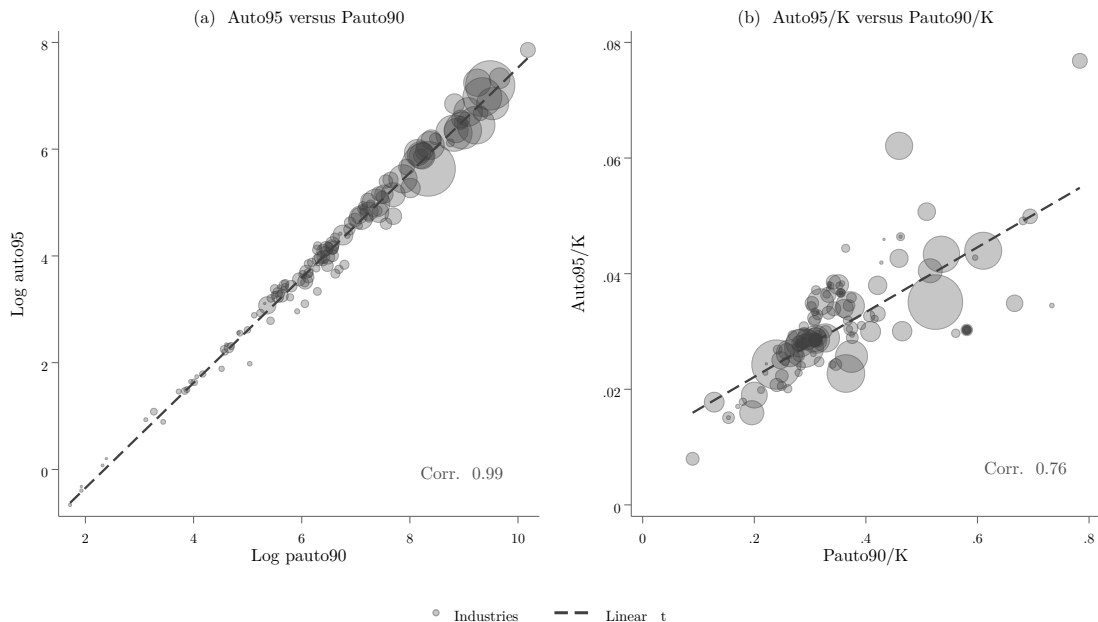 (a) Auto95 versus Pauto90
8
6
4
2
0
Log auto95
2 4 6 8 10
Log pauto90
Corr. 0.99
(b) Auto95/K versus Pauto90/K
.08
.06
.04
.02
0
Auto95/K
0 .2 .4 .6 .8
Pauto90/K
Corr. 0.76
Industries Linear t